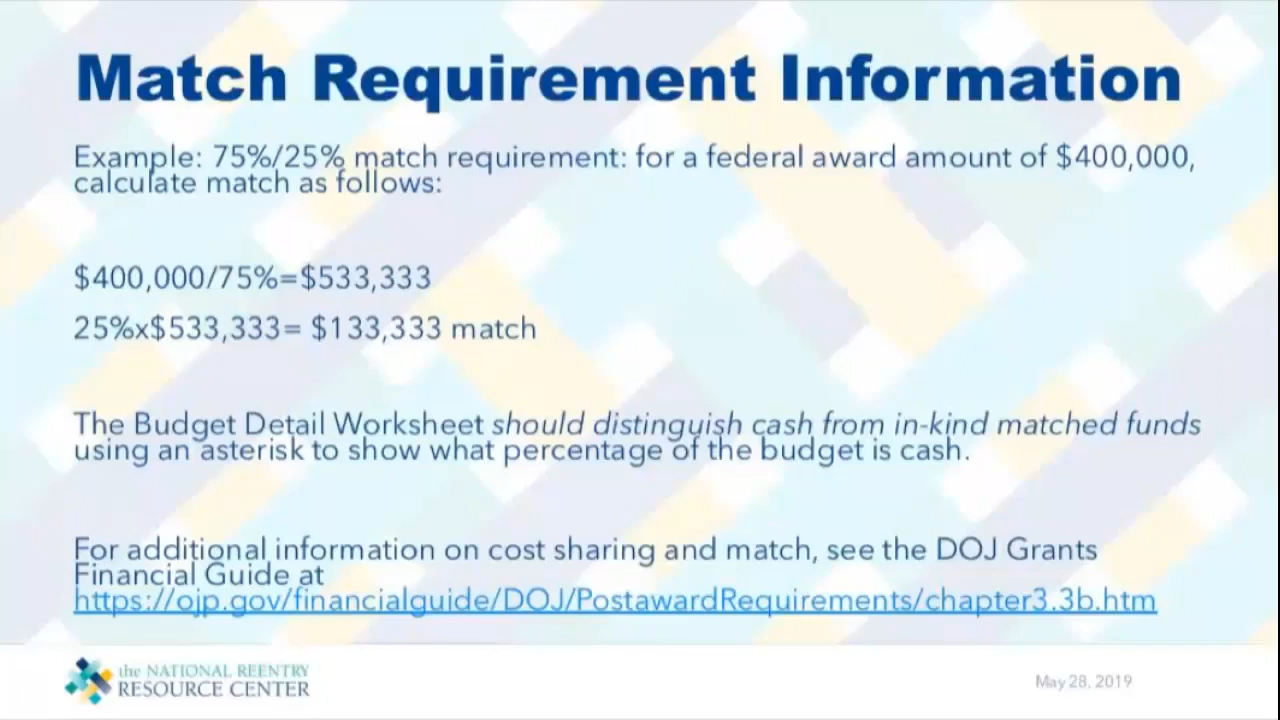 Match Requirement Information
Example: 75%/25% match requirement: for a federal award amount of $400,000,
calculate match as follows:
$400,000/75%=$533,333
25%x$533,333= $133,333 match
The Budget Detail Worksheet should distinguish cash from in-kind matched funds
using an asterisk to show what percentage of the budget is cash.
For additional information on cost sharing and match, see the DOJ Grants
Financial Guide at
https://ojp.gov/financialguide/DOJ/PostawardRequirements/chapter3.3b.htm
the NATIONAL REENTRY
RESOURCE CENTER
May 28, 2019